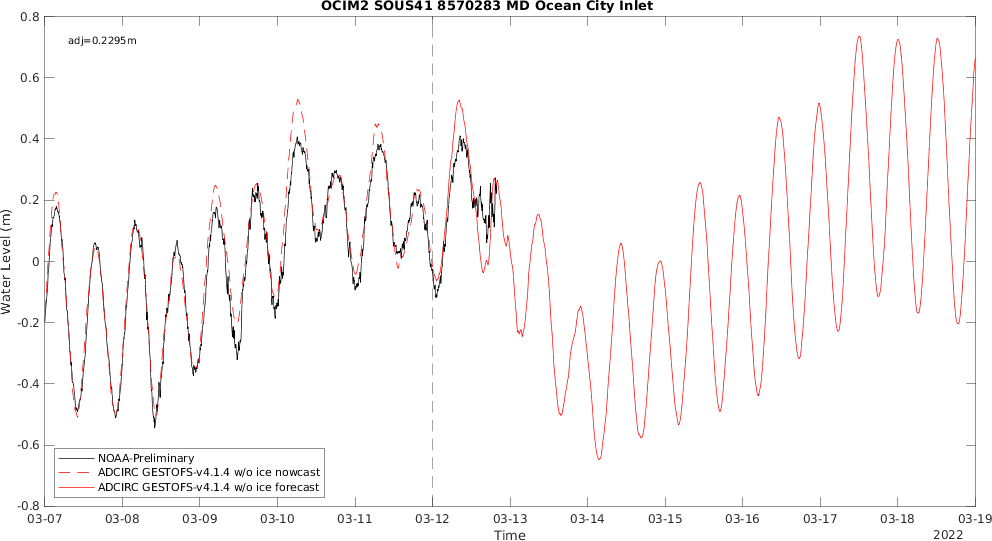 OCIM2 SOUS41 8570283 MD Ocean City Inlet
adj=0.2295m
0.8
0.6
0.4
0.2
0
-0.2
-0.4
-0.6
-0.8
Water Level (m)
NOAA-Preliminary
ADCIRC GESTOFS-v4.1.4 w/o ice nowcast
ADCIRC GESTOFS-v4.1.4 w/o ice forecast
03-07 03-08 03-09 03-10 03-11 03-12 03-13 03-14 03-15 03-16 03-17 03-18 03-19
Time
2022